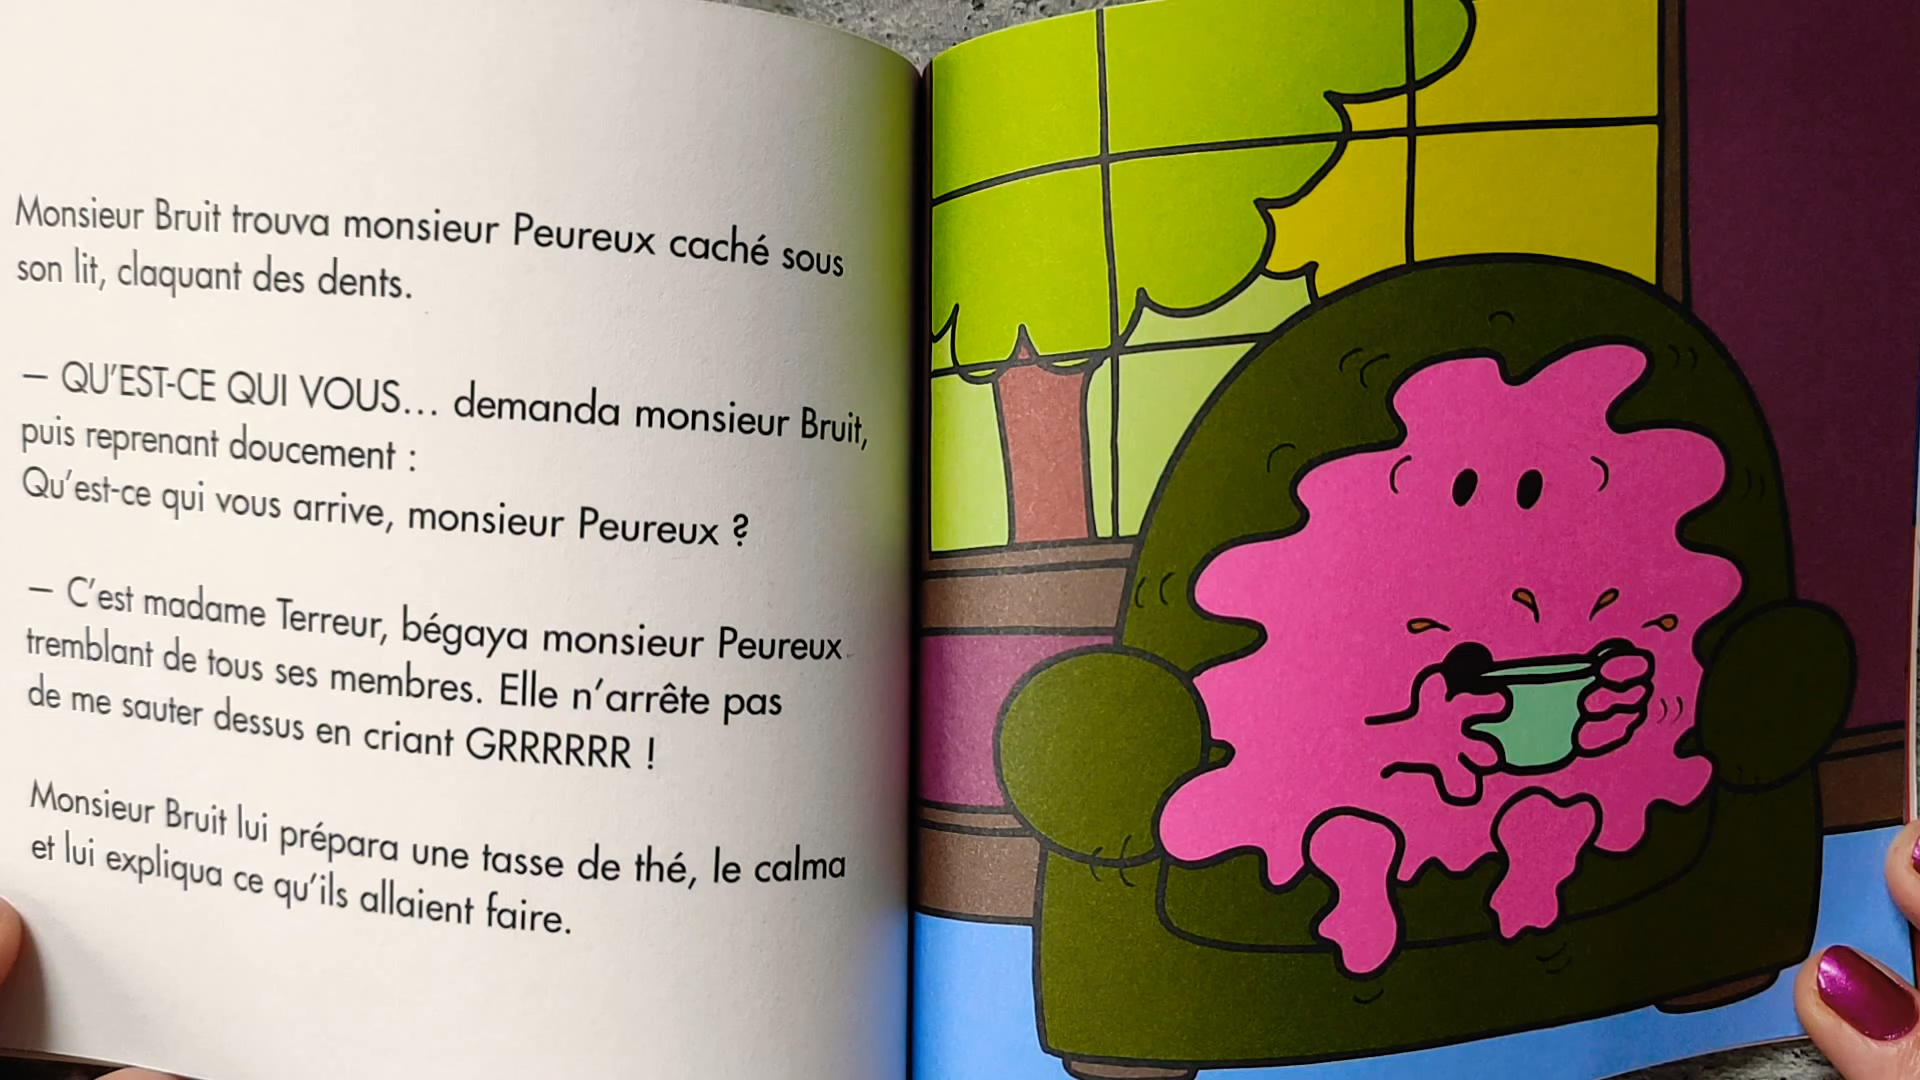 Monsieur Bruit trouva monsieur Peureux caché sous
son lit, claquant des dents.
— QU'EST-CE QUI VOUS... demanda monsieur Bruit,
puis reprenant doucement :
Qu'est-ce qui vous arrive, monsieur Peureux ?
— C'est madame Terreur, bégaya monsieur Peureux
tremblant de tous ses membres. Elle n'arrête pas
de me sauter dessus en criant GRRRRRR !
Monsieur Bruit lui prépara une tasse de thé, le calma
et lui expliqua ce qu'ils allaient faire.